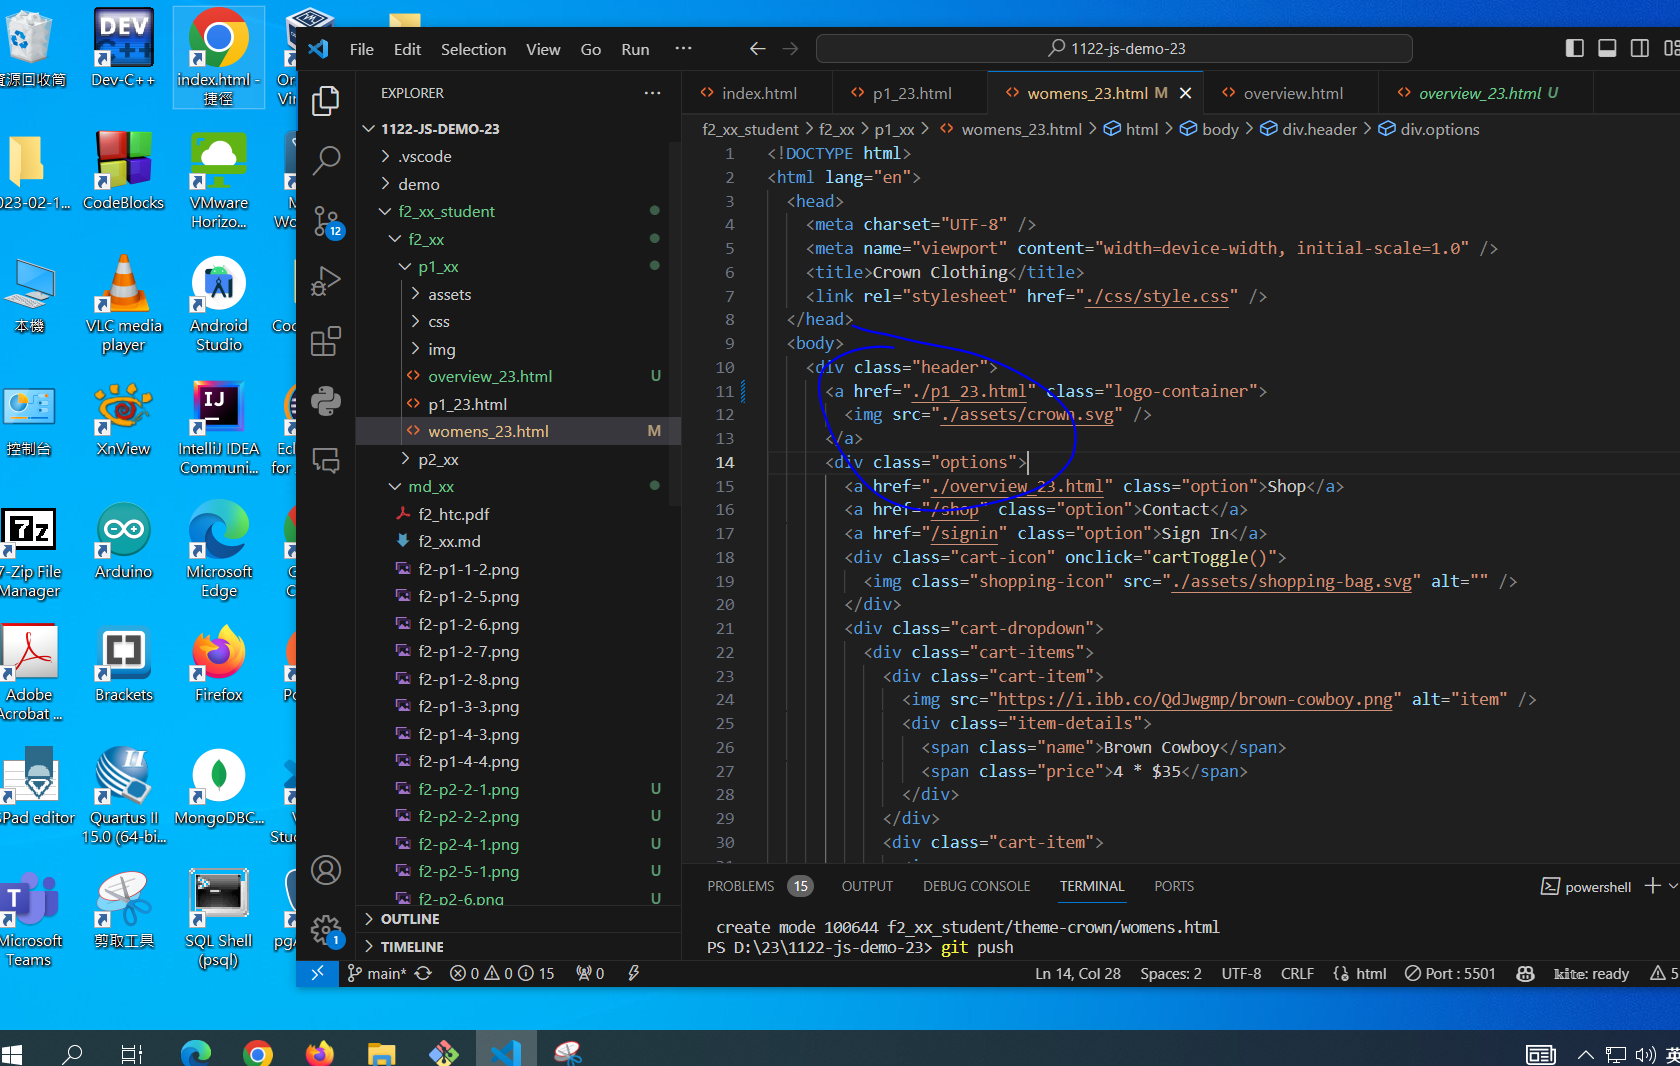 資源回收筒
Dev-C++
index.html -
捷徑
023-02-1...
CodeBlocks
VMware
Horizo...
本機
VLC media
player
Android
Studio
控制台
XnView
IntelliJ IDEA
Communi...
7-Zip File
Manager
Arduino
Microsoft
Edge
Adobe
Acrobat ...
Brackets
Firefox
SPad editor
Quartus II
15.0 (64-bi...
MongoDBC...
Microsoft
Teams
剪取工具
SQL Shell
(psql)
File Edit Selection View Go Run ···
1122-js-demo-23
EXPLORER
1122-JS-DEMO-23
.vscode
demo
f2_xx_student
f2_xx
p1_xx
assets
css
img
overview_23.html U
p1_23.html
womens_23.html M
p2_xx
md_xx
f2_htc.pdf
f2_xx.md
f2-p1-1-2.png
f2-p1-2-5.png
f2-p1-2-6.png
f2-p1-2-7.png
f2-p1-2-8.png
f2-p1-3-3.png
f2-p1-4-3.png
f2-p1-4-4.png
f2-p2-2-1.png U
f2-p2-2-2.png U
f2-p2-4-1.png U
f2-p2-5-1.png U
f2-p2-6.png U
OUTLINE
TIMELINE
12
1
index.html p1_23.html womens_23.html M overview.html overview_23.html U
f2_xx_student > f2_xx > p1_xx > womens_23.html > html > body > div.header > div.options
1 <!DOCTYPE html>
2 <html lang="en">
3 <head>
4 <meta charset="UTF-8" />
5 <meta name="viewport" content="width=device-width, initial-scale=1.0" />
6 <title>Crown Clothing</title>
7 <link rel="stylesheet" href="./css/style.css" />
8 </head>
9 <body>
10 <div class="header">
11 <a href="./p1_23.html" class="logo-container">
12 <img src="./assets/crown.svg" />
13 </a>
14 <div class="options">
15 <a href="./overview_23.html" class="option">Shop</a>
16 <a href="/shop" class="option">Contact</a>
17 <a href="/signin" class="option">Sign In</a>
18 <div class="cart-icon" onclick="cartToggle()">
19 <img class="shopping-icon" src="./assets/shopping-bag.svg" alt="" />
20 </div>
21 <div class="cart-dropdown">
22 <div class="cart-items">
23 <div class="cart-item">
24 <img src="https://i.ibb.co/QdJwgmp/brown-cowboy.png" alt="item" />
25 <div class="item-details">
26 <span class="name">Brown Cowboy</span>
27 <span class="price">4 * $35</span>
28 </div>
29 </div>
30 <div class="cart-item">
PROBLEMS 15 OUTPUT DEBUG CONSOLE TERMINAL PORTS powershell
create mode 100644 f2_xx_student/theme-crown/womens.html
PS D:\23\1122-js-demo-23> git push
main* 0 0 15 0 Ln 14, Col 28 Spaces: 2 UTF-8 CRLF html Port : 5501 kite: ready 5
英